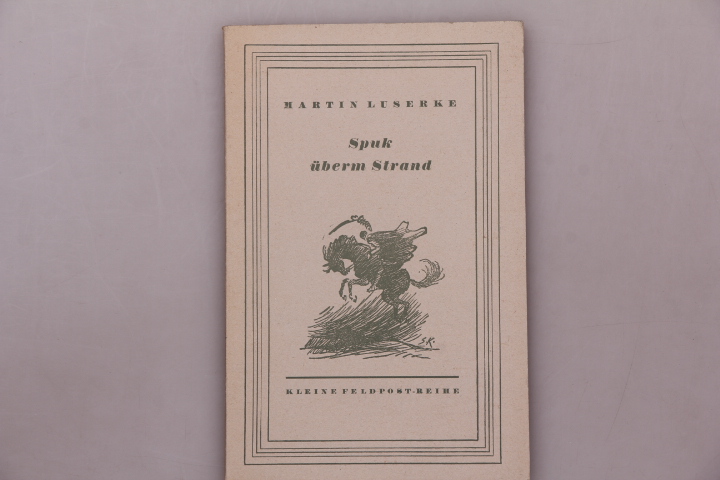 MARTIN LUSERKE
Spuk
überm Strand
E.K.
KLEINE FELDPOST-REIHE